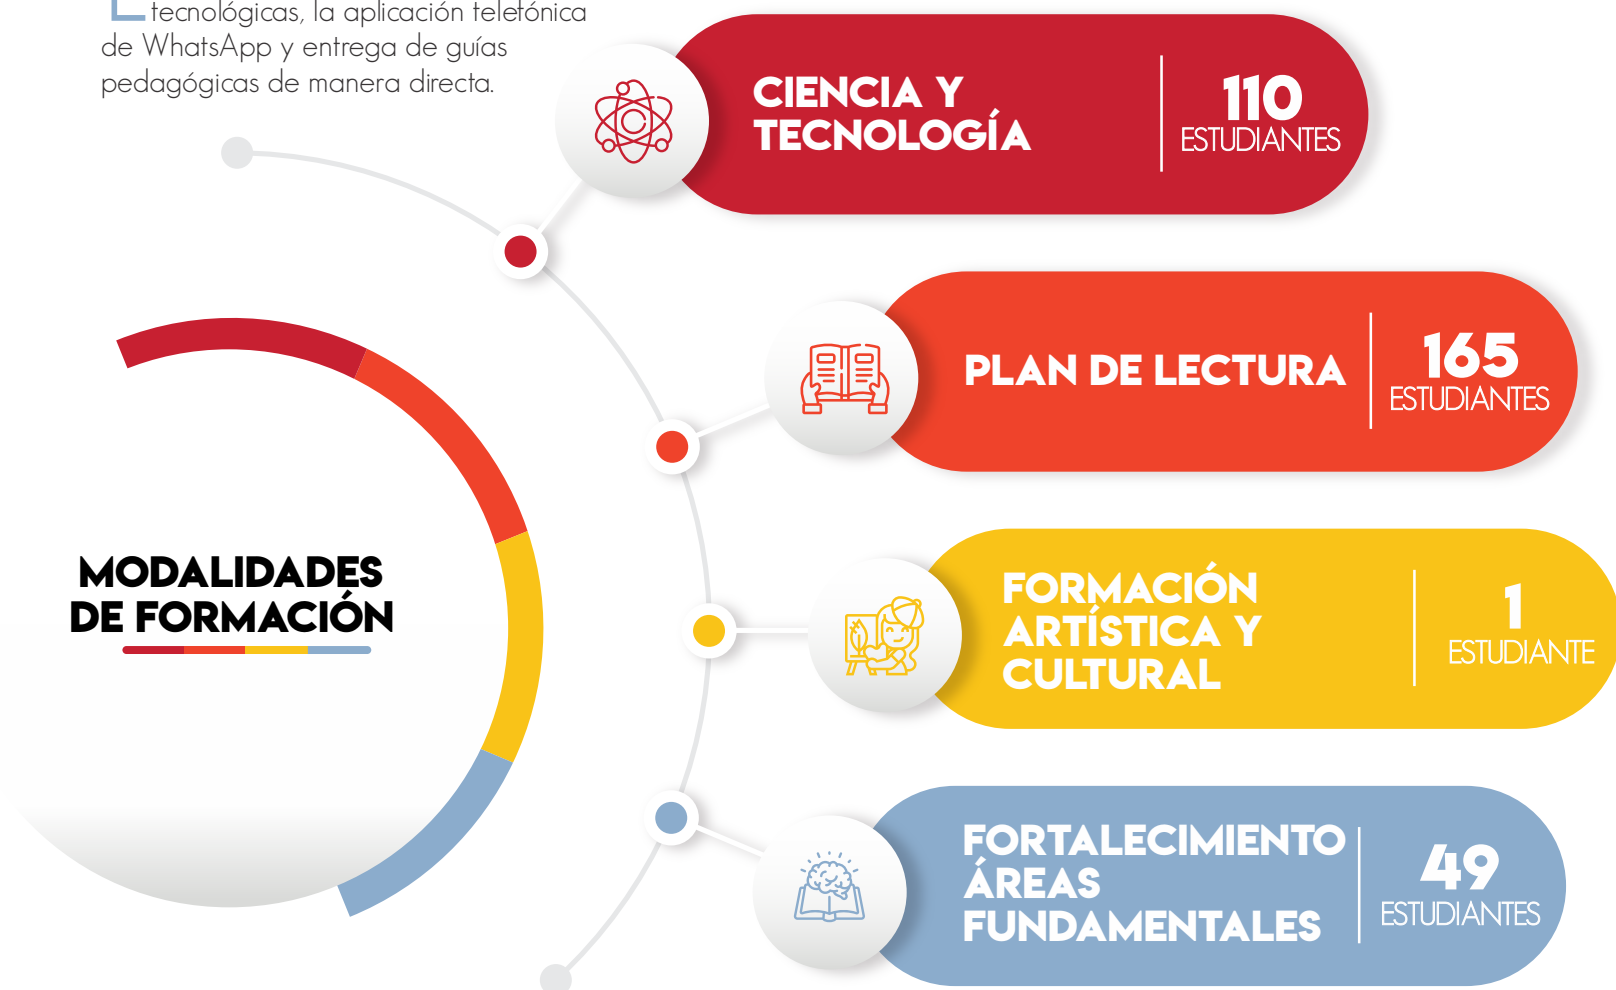 tecnológicas, la aplicación telefónica
de WhatsApp y entrega de guías
pedagógicas de manera directa.
CIENCIA Y
TECNOLOGÍA
110
ESTUDIANTES
PLAN DE LECTURA
165
ESTUDIANTES
MODALIDADES
DE FORMACIÓN
FORMACIÓN
ARTÍSTICA Y
CULTURAL
1
ESTUDIANTE
FORTALECIMIENTO
ÁREAS
FUNDAMENTALES
49
ESTUDIANTES